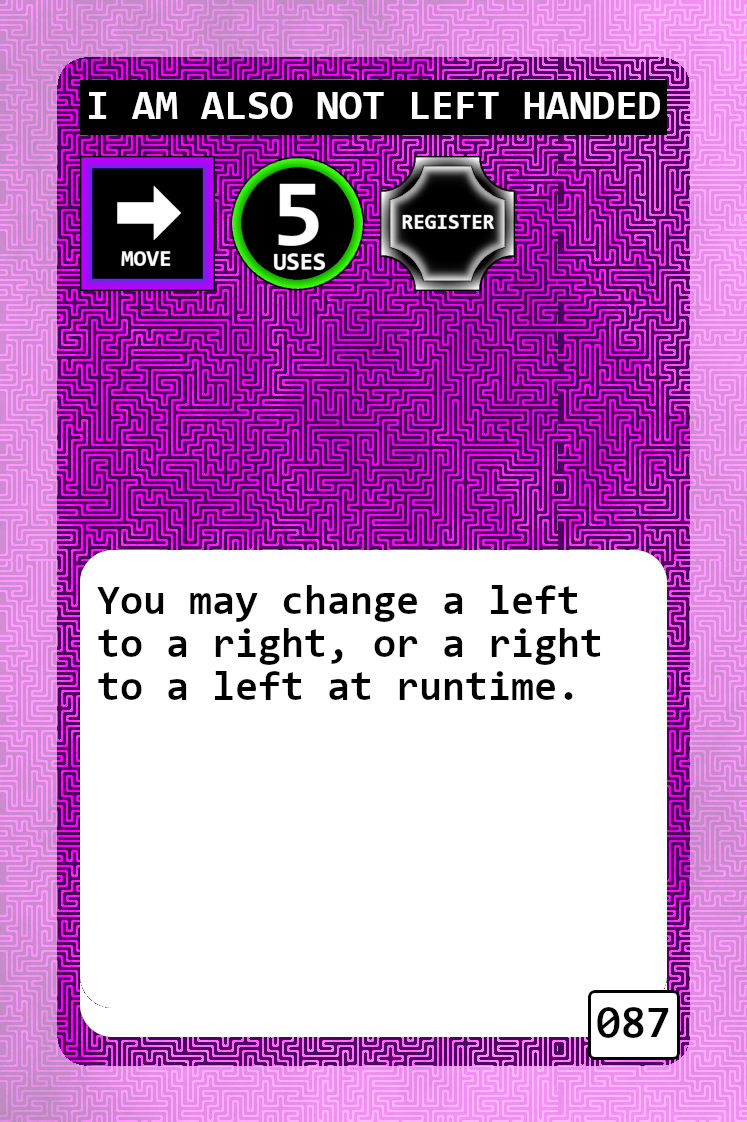 I AM ALSO NOT LEFT HANDED
MOVE
5
USES
REGISTER
You may change a left
to a right, or a right
to a left at runtime.
087